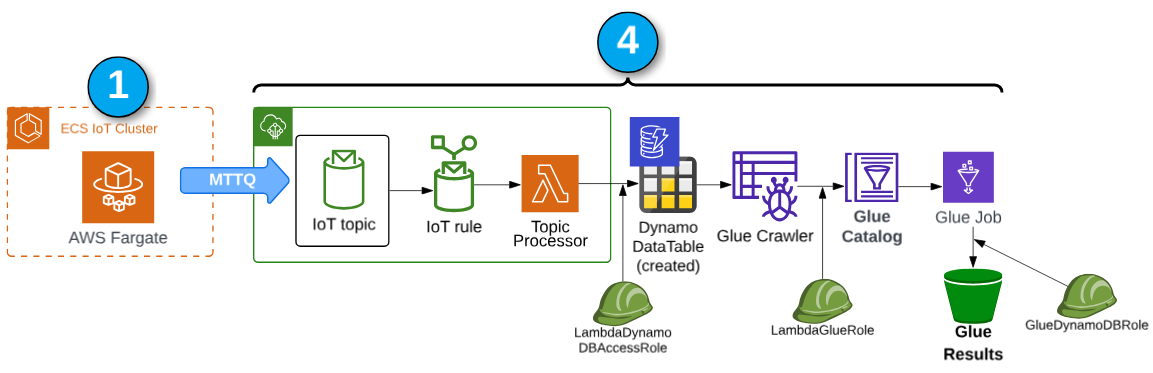 4
1
ECS IoT Cluster
AWS Fargate
MTTQ
IoT topic
IoT rule
Topic
Processor
Dynamo
DataTable
(created)
Glue Crawler
Glue
Catalog
Glue Job
LambdaDynamo
DBAccessRole
LambdaGlueRole
Glue
Results
GlueDynamoDBRole